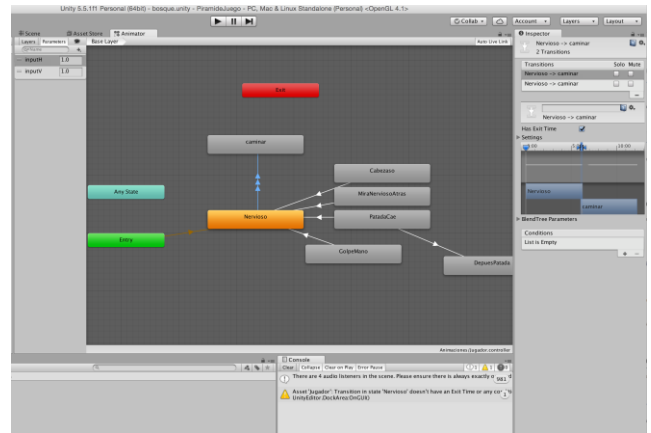 Unity 5.5.1f1 Personal (64bit) - bosque.unity - PiramideJuego - PC, Mac & Linux Standalone (Personal) <OpenGL 4.1>
Collab
Account
Layers
Layout
Scene
Asset Store
Animator
Layers
Parameters
Base Layer
Auto Live Link
inputH
1.0
inputV
1.0
Exit
caminar
Cabezaso
MiraNerviosoAtras
Any State
Nervioso
PatadaCae
Entry
GolpeMano
DepuesPatada
Animaciones/Jugador.controller
Inspector
Nervioso -> caminar
2 Transitions
Transitions
Solo Mute
Nervioso -> caminar
Nervioso -> caminar
Nervioso -> caminar
Has Exit Time
Settings
10:00
Nervioso
caminar
BlendTree Parameters
Conditions
List is Empty
Console
Clear
Collapse
Clear on Play
Error Pause
There are 4 audio listeners in the scene. Please ensure there is always exactly
981
Asset 'Jugador': Transition in state 'Nervioso' doesn't have an Exit Time or any
UnityEditor.DockArea:OnGUI()